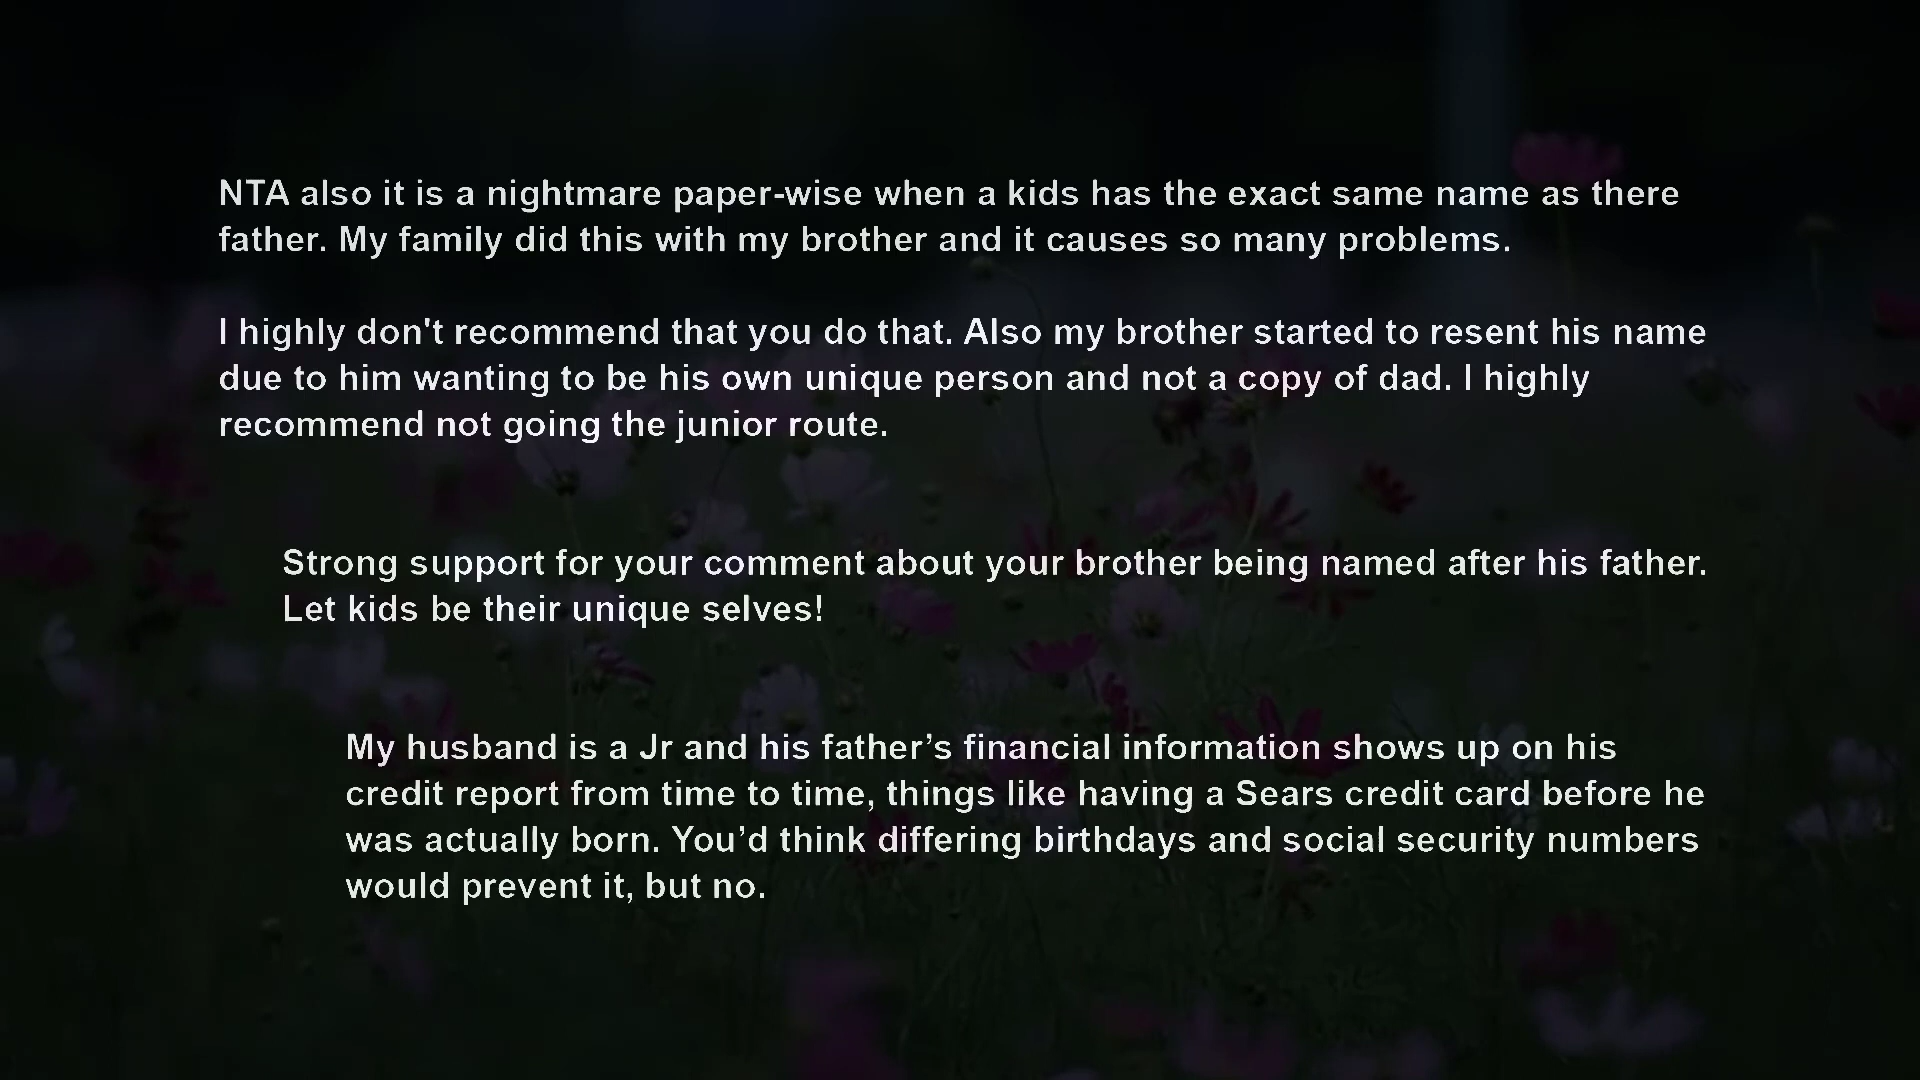 NTA also it is a nightmare paper-wise when a kids has the exact same name as there
father. My family did this with my brother and it causes so many problems.
I highly don't recommend that you do that. Also my brother started to resent his name
due to him wanting to be his own unique person and not a copy of dad. I highly
recommend not going the junior route.
Strong support for your comment about your brother being named after his father.
Let kids be their unique selves!
My husband is a Jr and his father’s financial information shows up on his
credit report from time to time, things like having a Sears credit card before he
was actually born. You’d think differing birthdays and social security numbers
would prevent it, but no.